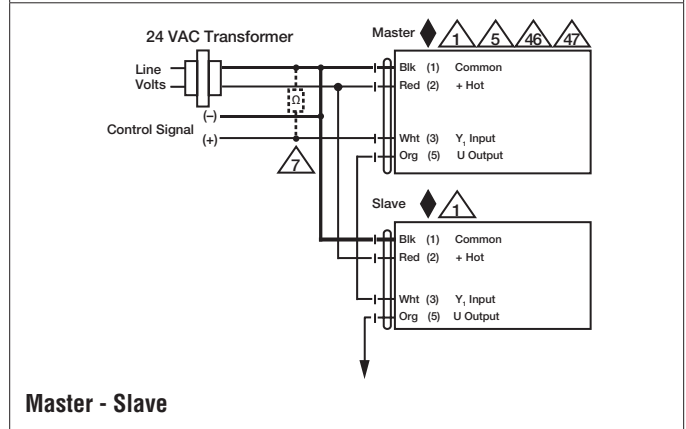 24 VAC Transformer
Line
Volts
(–)
Control Signal
(+)
Ω
7
Master 1 5 46 47
Blk (1) Common
Red (2) + Hot
Wht (3) Y1 Input
Org (5) U Output
Slave 1
Blk (1) Common
Red (2) + Hot
Wht (3) Y1 Input
Org (5) U Output
Master - Slave